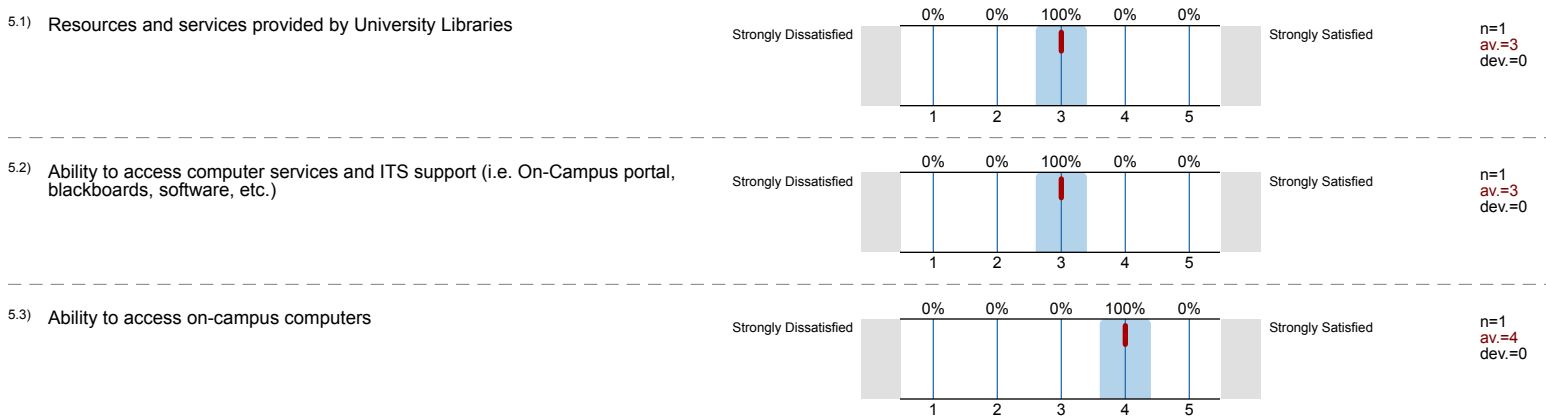 5.1) Resources and services provided by University Libraries
0% 0% 100% 0% 0%
Strongly Dissatisfied
Strongly Satisfied
n=1
av.=3
dev.=0
1 2 3 4 5
5.2) Ability to access computer services and ITS support (i.e. On-Campus portal,
blackboards, software, etc.)
0% 0% 100% 0% 0%
Strongly Dissatisfied
Strongly Satisfied
n=1
av.=3
dev.=0
1 2 3 4 5
5.3) Ability to access on-campus computers
0% 0% 0% 100% 0%
Strongly Dissatisfied
Strongly Satisfied
n=1
av.=4
dev.=0
1 2 3 4 5